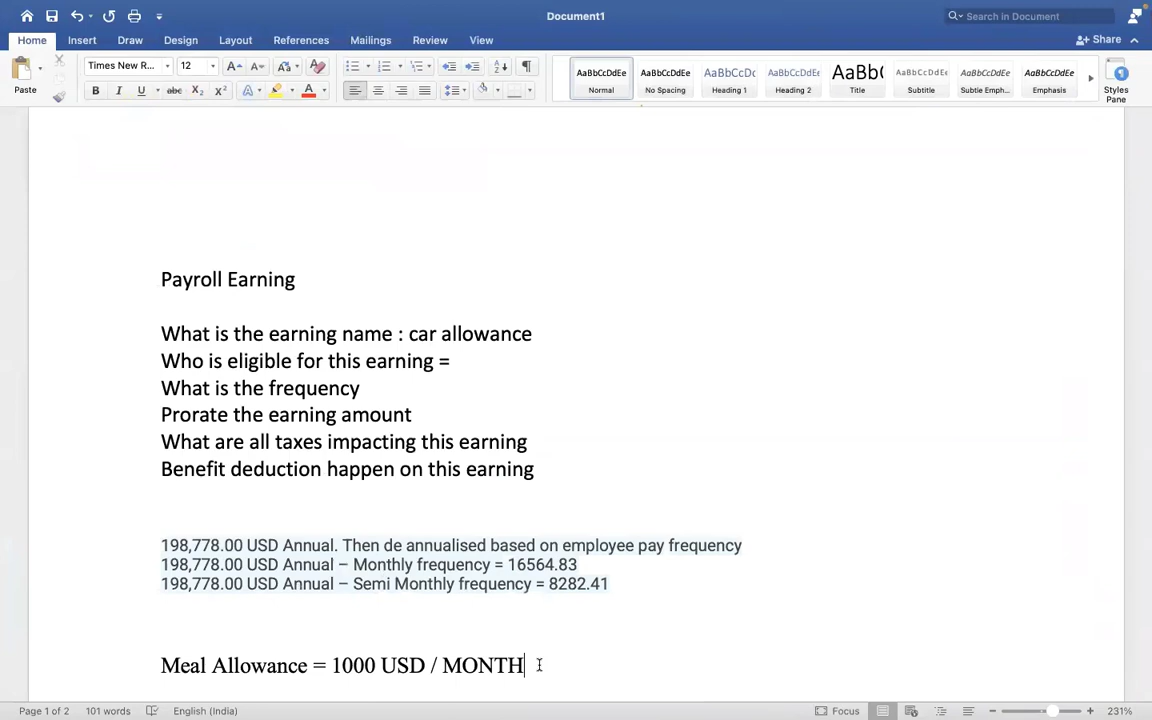 Document1
Search in Document
Home Insert Draw Design Layout References Mailings Review View
Share
Paste
Times New R... 12
AaBbCcDdEe AaBbCcDdEe AaBbCcDc AaBbCcDdEe AaBb( AaBbCcDdEe AaBbCcDdEe AaBbCcDdEe
Normal No Spacing Heading 1 Heading 2 Title Subtitle Subtle Emph... Emphasis
Styles
Pane
Payroll Earning
What is the earning name : car allowance
Who is eligible for this earning =
What is the frequency
Prorate the earning amount
What are all taxes impacting this earning
Benefit deduction happen on this earning
198,778.00 USD Annual. Then de annualised based on employee pay frequency
198,778.00 USD Annual – Monthly frequency = 16564.83
198,778.00 USD Annual – Semi Monthly frequency = 8282.41
Meal Allowance = 1000 USD / MONTH
Page 1 of 2 101 words English (India) Focus 231%